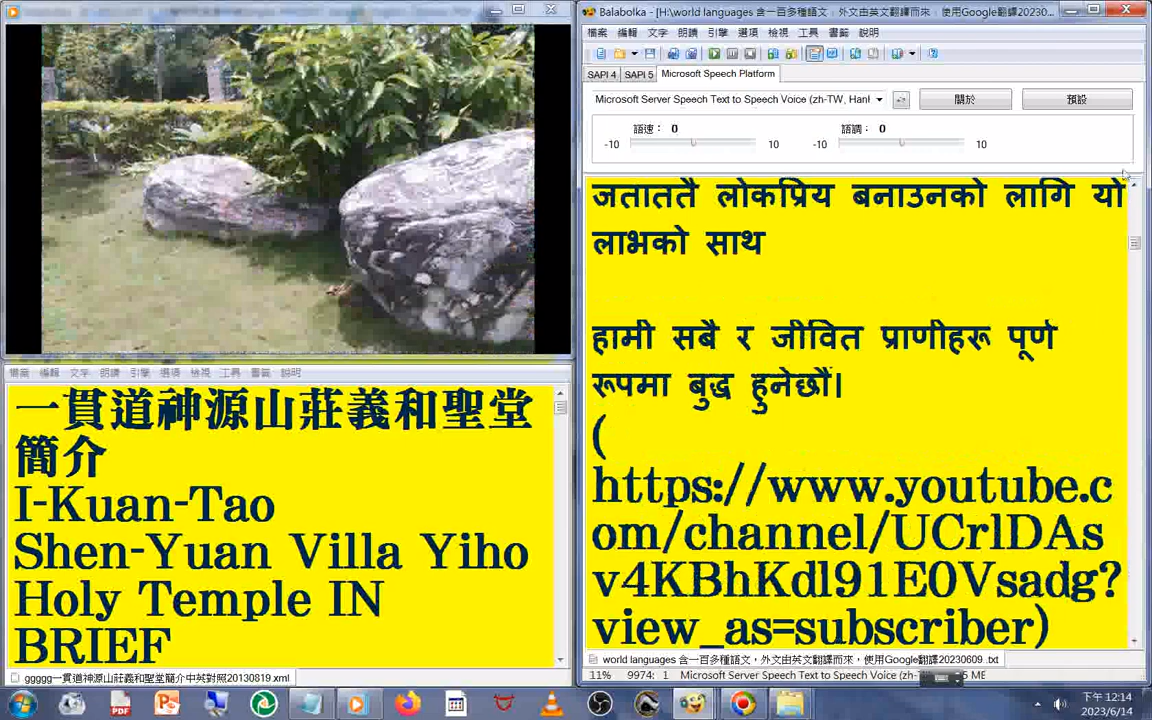 Balabolka - [H:\world languages 含一百多種語文，外文由英文翻譯而來，使用Google翻譯20230...
檔案 編輯 文字 朗讀 引擎 選項 檢視 工具 書籤 說明
SAPI 4 SAPI 5 Microsoft Speech Platform
Microsoft Server Speech Text to Speech Voice (zh-TW, Hanl
關於
預設
語速： 0
語調： 0
-10 10 -10 10
जताततै लोकप्रिय बनाउनको लागि यो
लाभको साथ
हामी सबै र जीवित प्राणीहरू पूर्ण
रूपमा बुद्ध हुनेछौं।
(
https://www.youtube.c
om/channel/UCrlDAs
v4KBhKdl91E0Vsadg?
view_as=subscriber)
world languages 含一百多種語文，外文由英文翻譯而來，使用Google翻譯20230609 .txt
11% 9974: 1 Microsoft Server Speech Text to Speech Voice (zh-
檔案 編輯 文字 朗讀 引擎 選項 檢視 工具 書籤 說明
一貫道神源山莊義和聖堂
簡介
I-Kuan-Tao
Shen-Yuan Villa Yiho
Holy Temple IN
BRIEF
ggggg一貫道神源山莊義和聖堂簡介中英對照20130819.xml
下午 12:14
2023/6/14